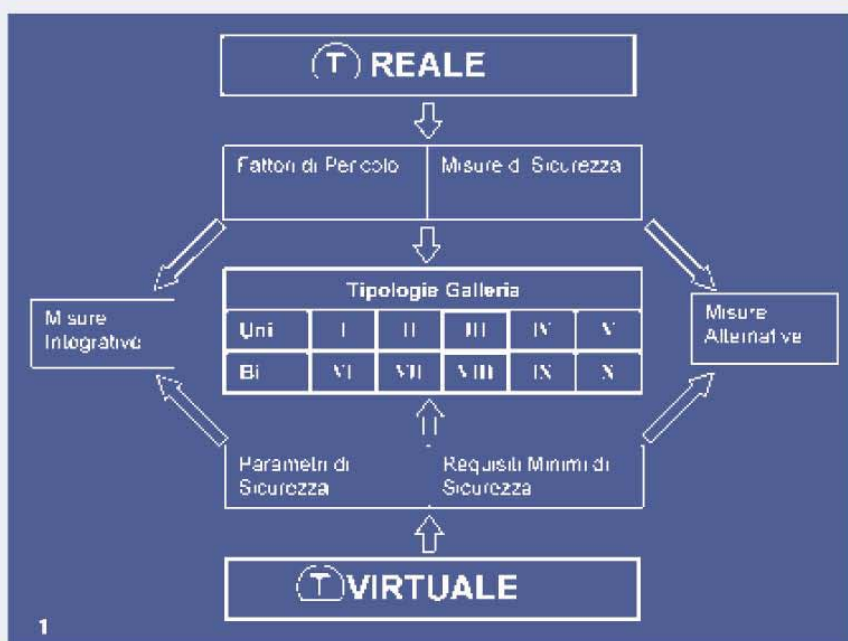 T REALE
Fattori di Pericolo
Misure di Sicurezza
Tipologie Galleria
Uni I II III IV V
Bi VI VII VIII IX X
Misure
Integrative
Misure
Alternative
Parametri di
Sicurezza
Requisiti Minimi di
Sicurezza
T VIRTUALE
1